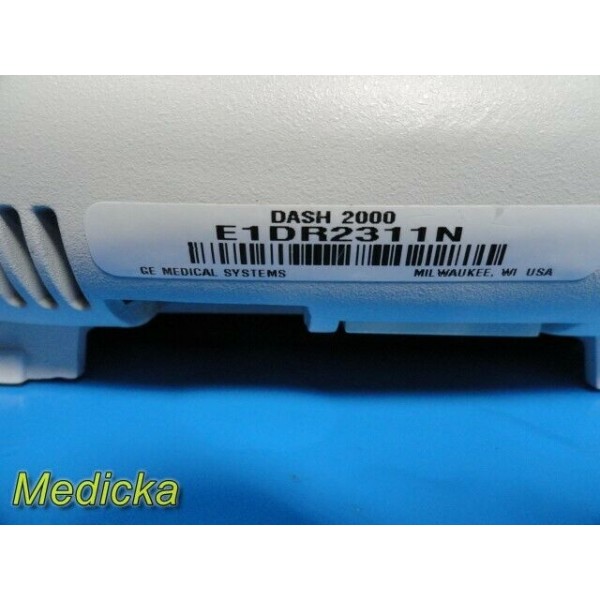 DASH 2000
E1DR2311N
GE MEDICAL SYSTEMS MILWAUKEE, WI USA
Medicka